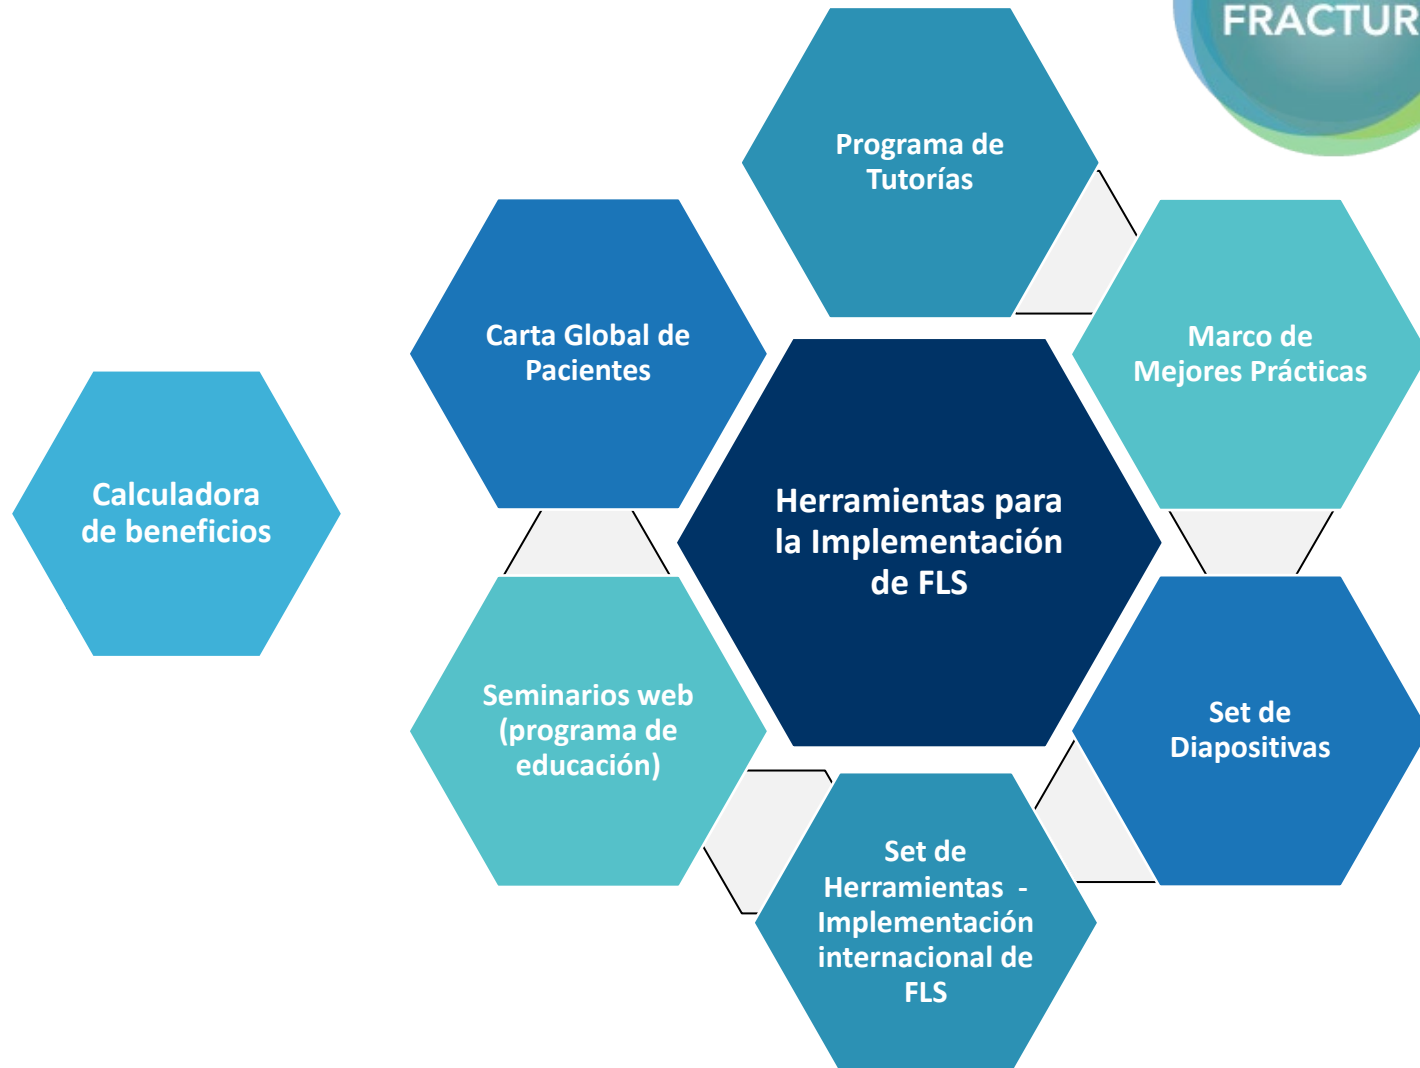 FRACTUR
Programa de
Tutorías
Carta Global de
Pacientes
Marco de
Mejores Prácticas
Calculadora
de beneficios
Herramientas para
la Implementación
de FLS
Seminarios web
(programa de
educación)
Set de
Diapositivas
Set de
Herramientas -
Implementación
internacional de
FLS